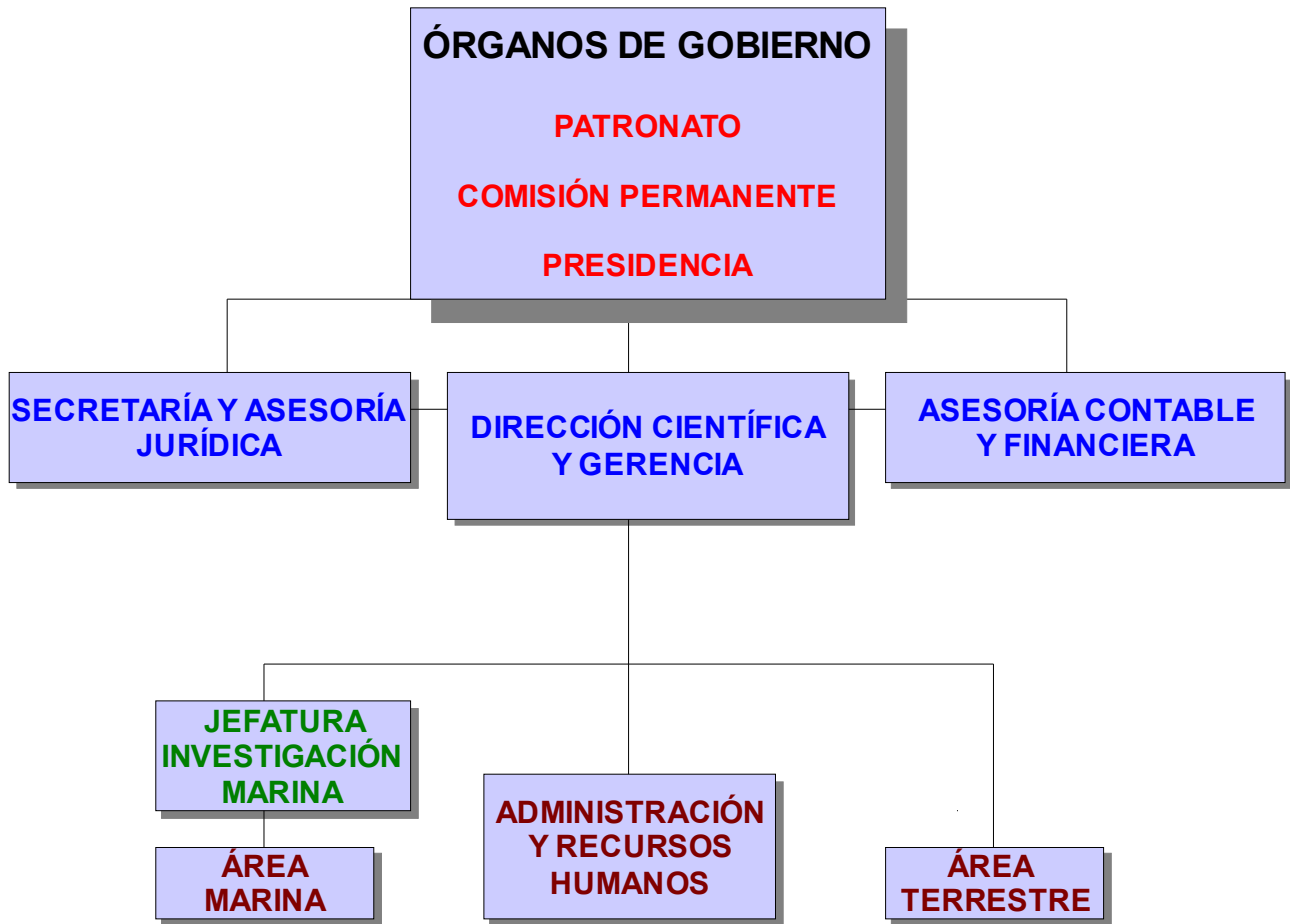 ÓRGANOS DE GOBIERNO
PATRONATO
COMISIÓN PERMANENTE
PRESIDENCIA
SECRETARÍA Y ASESORÍA
JURÍDICA
DIRECCIÓN CIENTÍFICA
Y GERENCIA
ASESORÍA CONTABLE
Y FINANCIERA
JEFATURA
INVESTIGACIÓN
MARINA
ÁREA
MARINA
ADMINISTRACIÓN
Y RECURSOS
HUMANOS
ÁREA
TERRESTRE